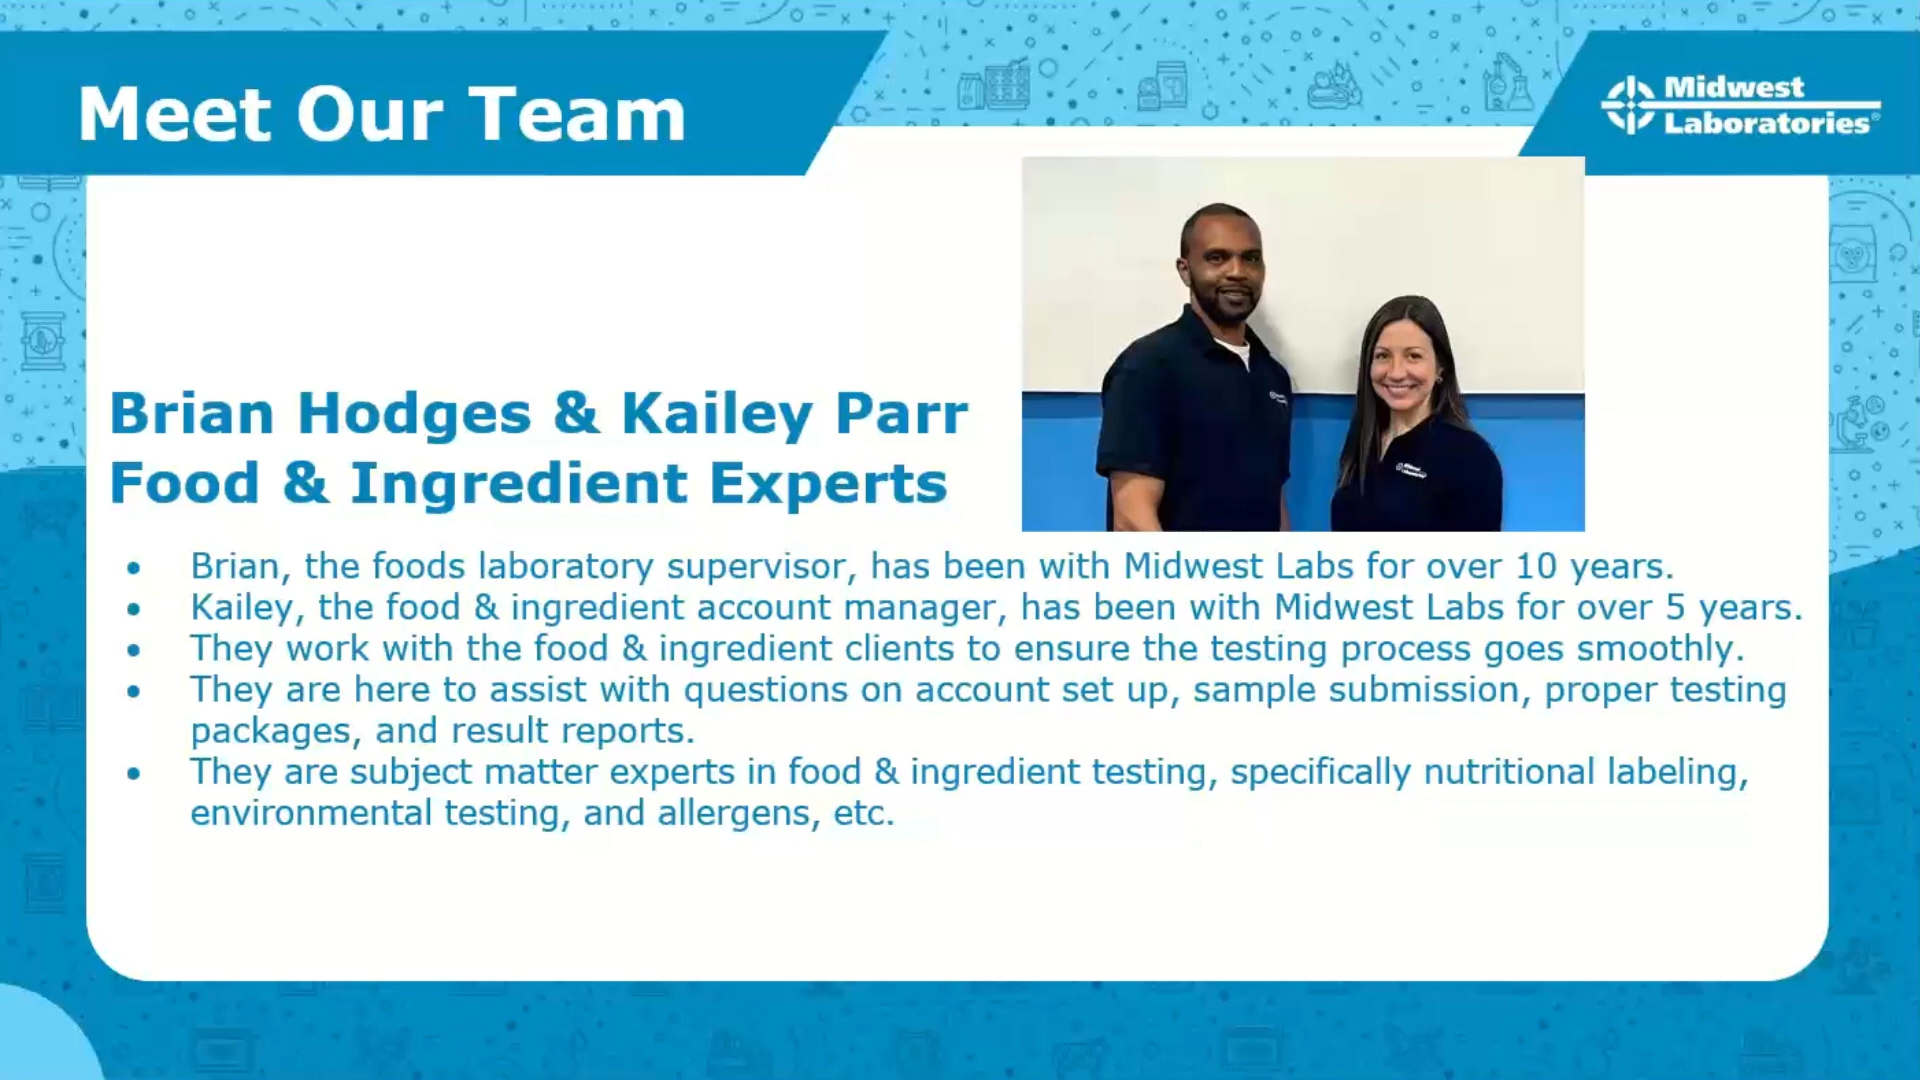 Meet Our Team
Midwest
Laboratories®
Brian Hodges & Kailey Parr
Food & Ingredient Experts
• Brian, the foods laboratory supervisor, has been with Midwest Labs for over 10 years.
• Kailey, the food & ingredient account manager, has been with Midwest Labs for over 5 years.
• They work with the food & ingredient clients to ensure the testing process goes smoothly.
• They are here to assist with questions on account set up, sample submission, proper testing
packages, and result reports.
• They are subject matter experts in food & ingredient testing, specifically nutritional labeling,
environmental testing, and allergens, etc.